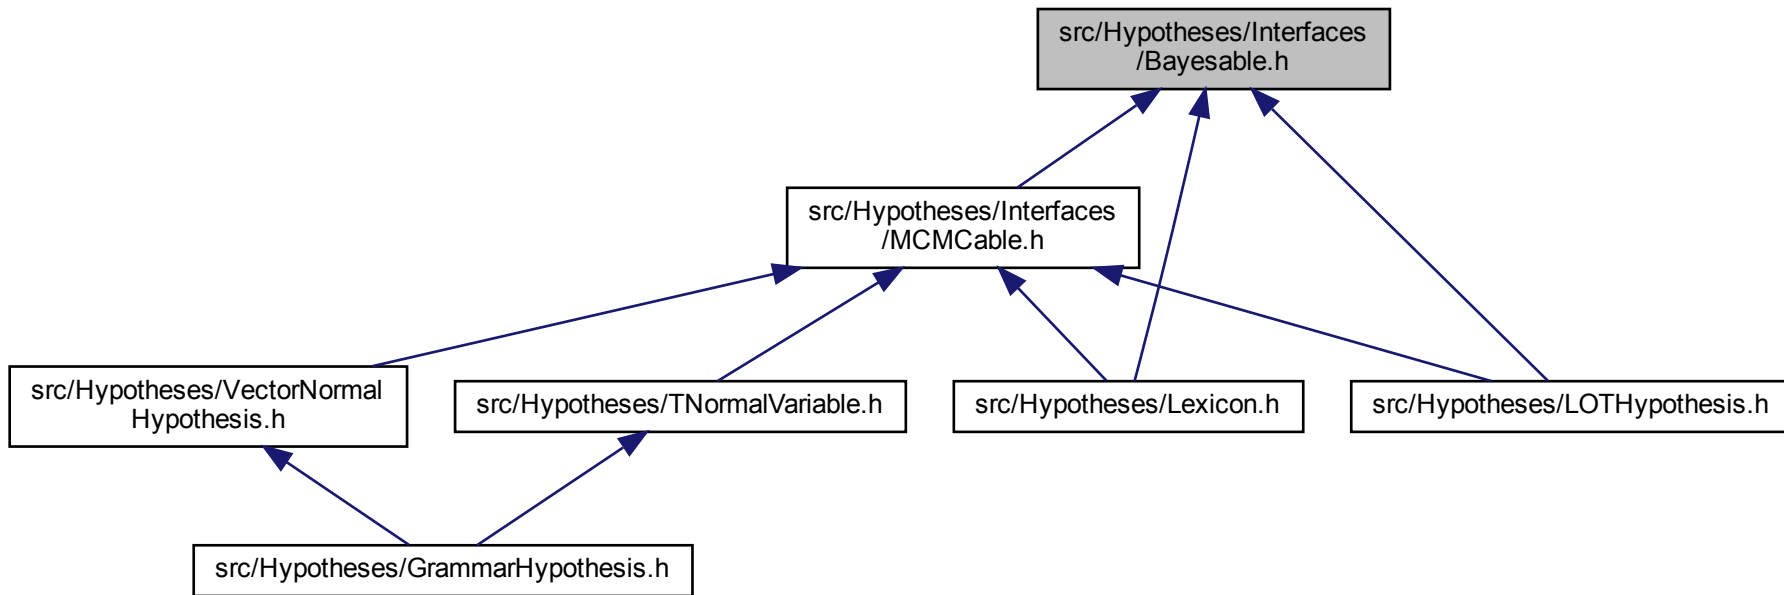 src/Hypotheses/Interfaces
/Bayesable.h
src/Hypotheses/Interfaces
/MCMCable.h
src/Hypotheses/VectorNormal
Hypothesis.h
src/Hypotheses/TNormalVariable.h
src/Hypotheses/Lexicon.h
src/Hypotheses/LOTHypothesis.h
src/Hypotheses/GrammarHypothesis.h